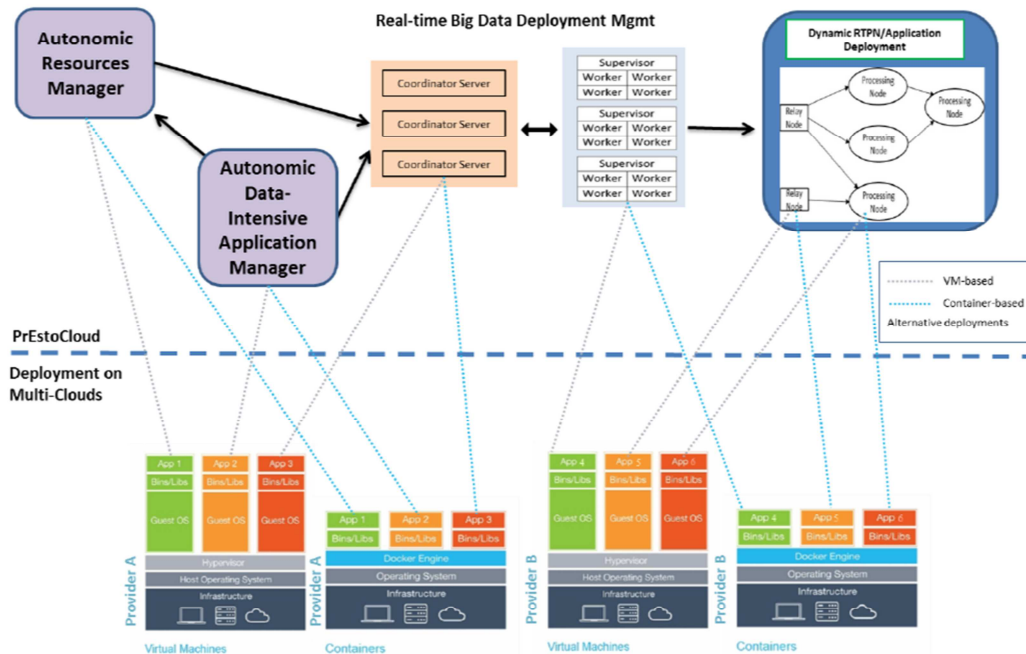 Real-time Big Data Deployment Mgmt
Autonomic
Resources
Manager
Autonomic
Data-
Intensive
Application
Manager
Coordinator Server
Coordinator Server
Coordinator Server
Supervisor
Worker Worker
Worker Worker
Supervisor
Worker Worker
Worker Worker
Supervisor
Worker Worker
Worker Worker
Dynamic RTPN/Application
Deployment
Processing
Node
Processing
Node
Relay
Node
Processing
Node
Relay
Node
Processing
Node
VM-based
Container-based
Alternative deployments
PrEstoCloud
Deployment on
Multi-Clouds
Provider A
App 1 App 2 App 3
Bins/Libs Bins/Libs Bins/Libs
Guest OS Guest OS Guest OS
Hypervisor
Host Operating System
Infrastructure
Virtual Machines
Provider A
App 1 App 2 App 3
Bins/Libs Bins/Libs Bins/Libs
Docker Engine
Operating System
Infrastructure
Containers
Provider B
App 4 App 5 App 6
Bins/Libs Bins/Libs Bins/Libs
Guest OS Guest OS Guest OS
Hypervisor
Host Operating System
Infrastructure
Virtual Machines
Provider B
App 4 App 5 App 6
Bins/Libs Bins/Libs Bins/Libs
Docker Engine
Operating System
Infrastructure
Containers